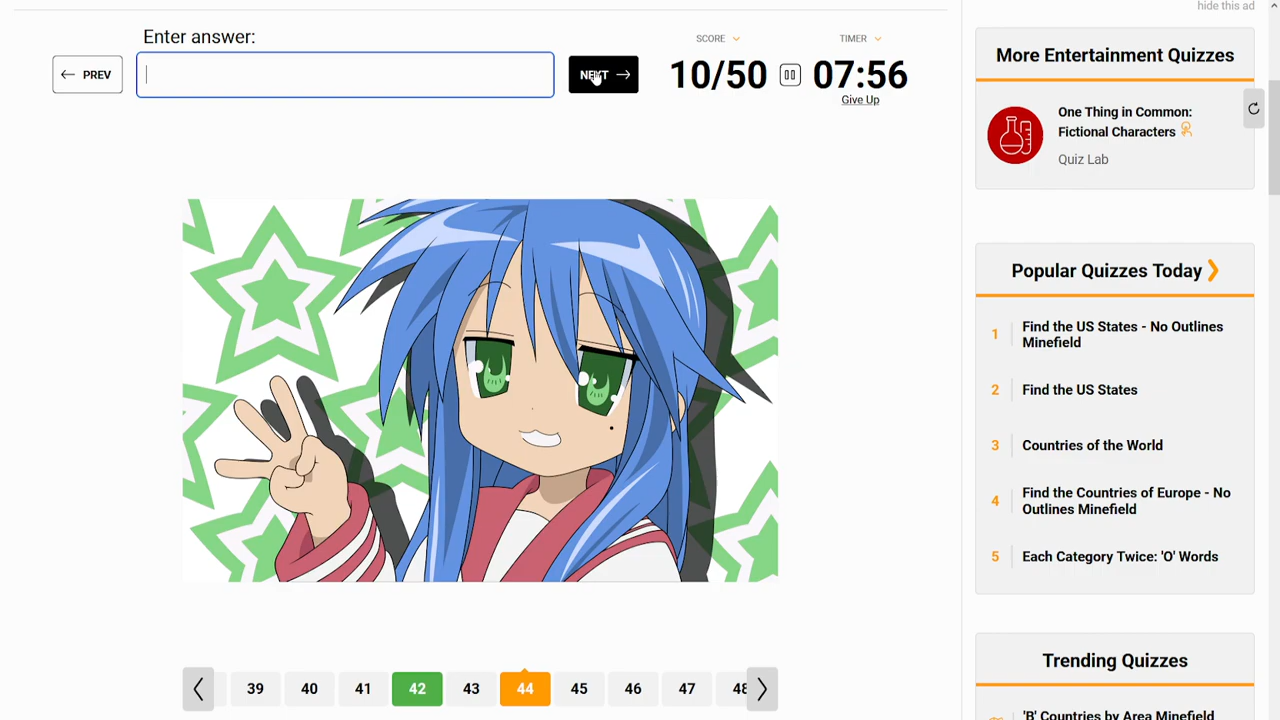 hide this ad
Enter answer:
PREV
NEXT
SCORE
10/50
TIMER
07:56
Give Up
More Entertainment Quizzes
One Thing in Common:
Fictional Characters
Quiz Lab
Popular Quizzes Today
1 Find the US States - No Outlines
Minefield
2 Find the US States
3 Countries of the World
4 Find the Countries of Europe - No
Outlines Minefield
5 Each Category Twice: 'O' Words
39 40 41 42 43 44 45 46 47 48
Trending Quizzes
'B' Countries by Area Minefield